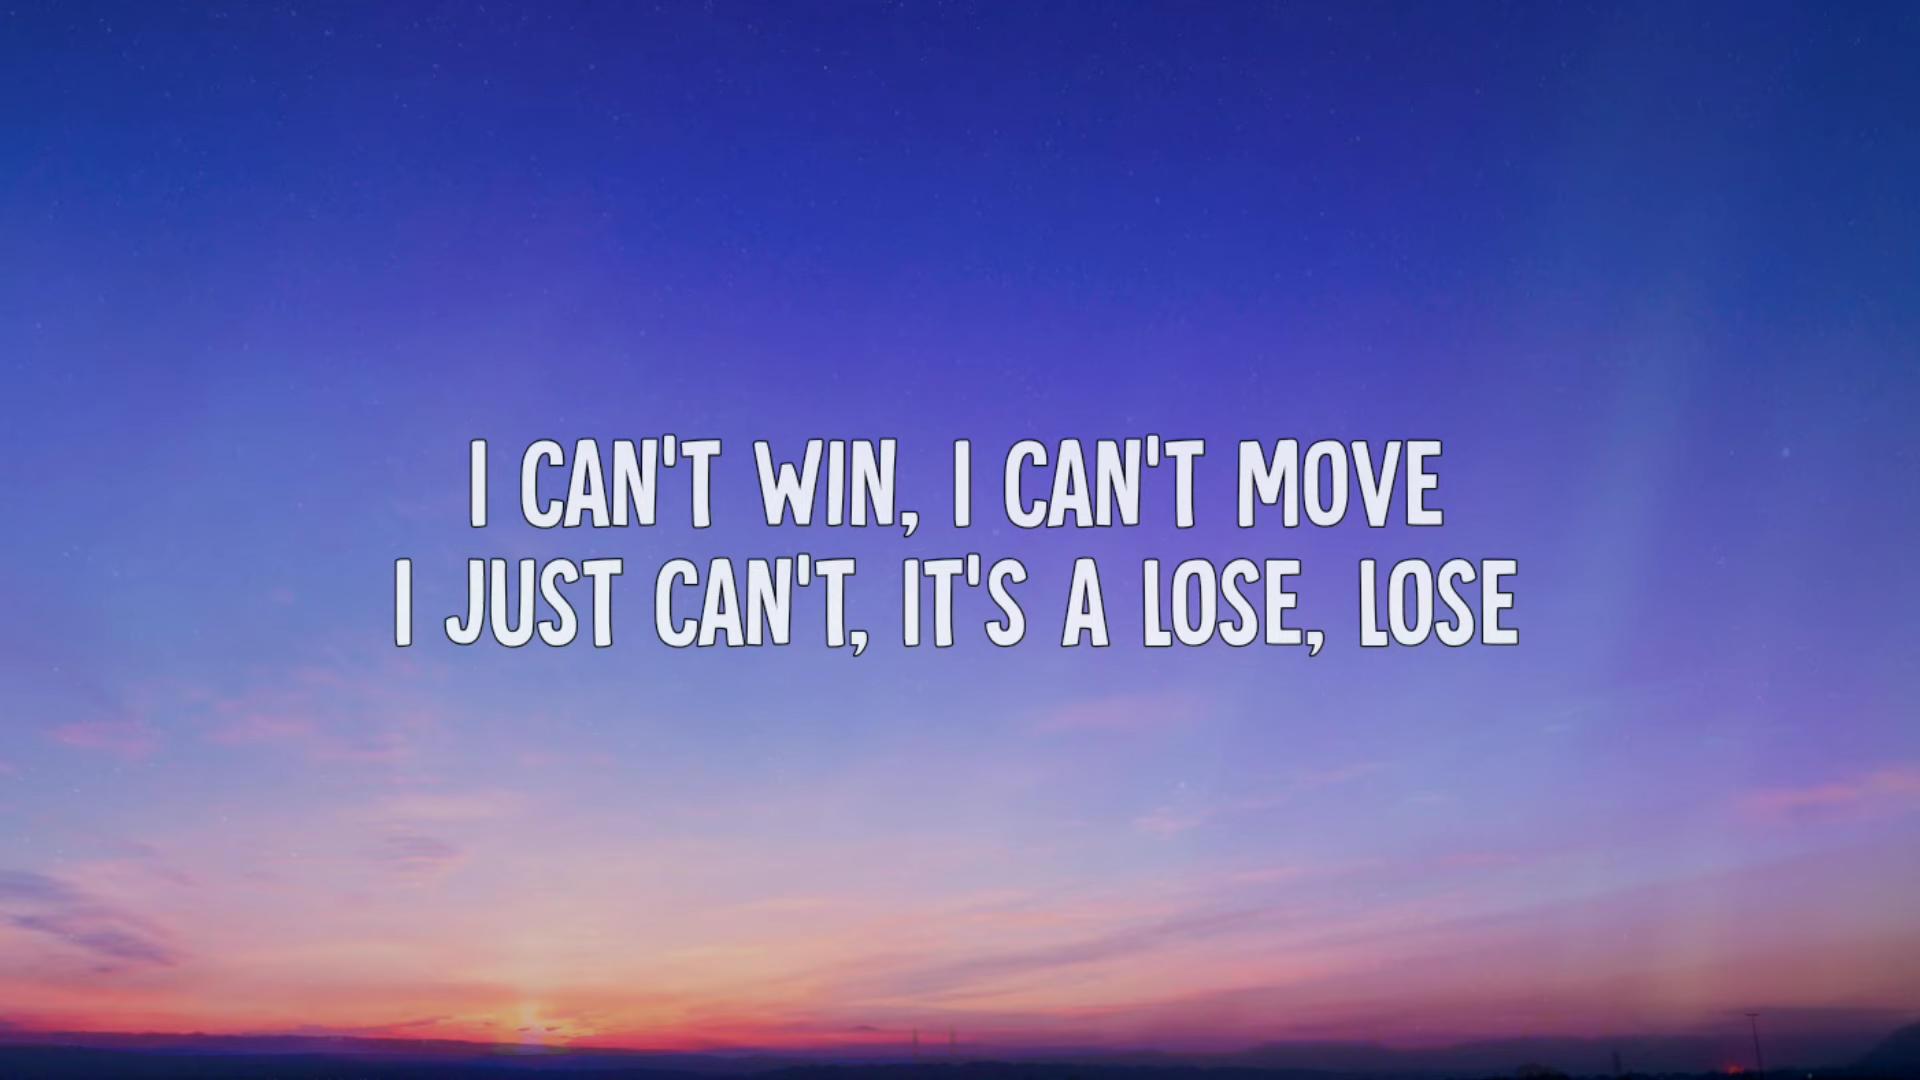 I CAN'T WIN, I CAN'T MOVE
I JUST CAN'T, IT'S A LOSE, LOSE